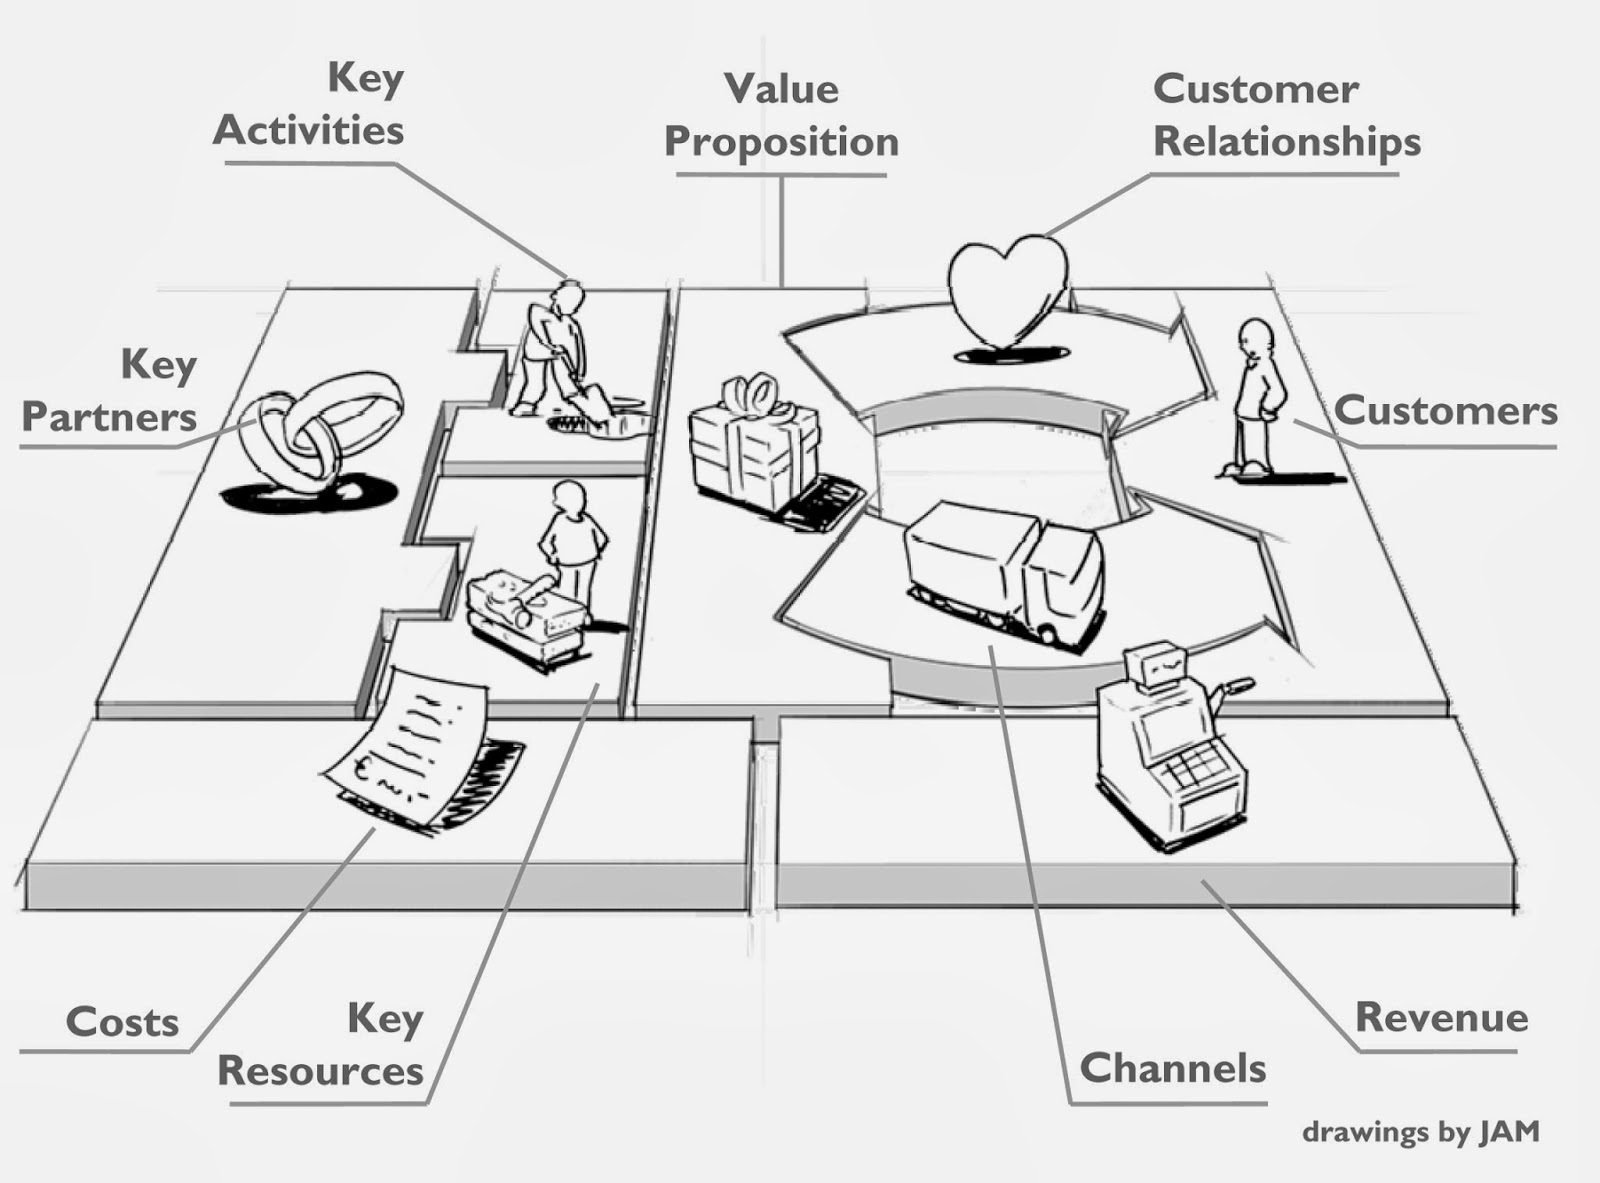 Key
Activities
Value
Proposition
Customer
Relationships
Key
Partners
Customers
€
Costs
Key
Resources
Channels
Revenue
drawings by JAM